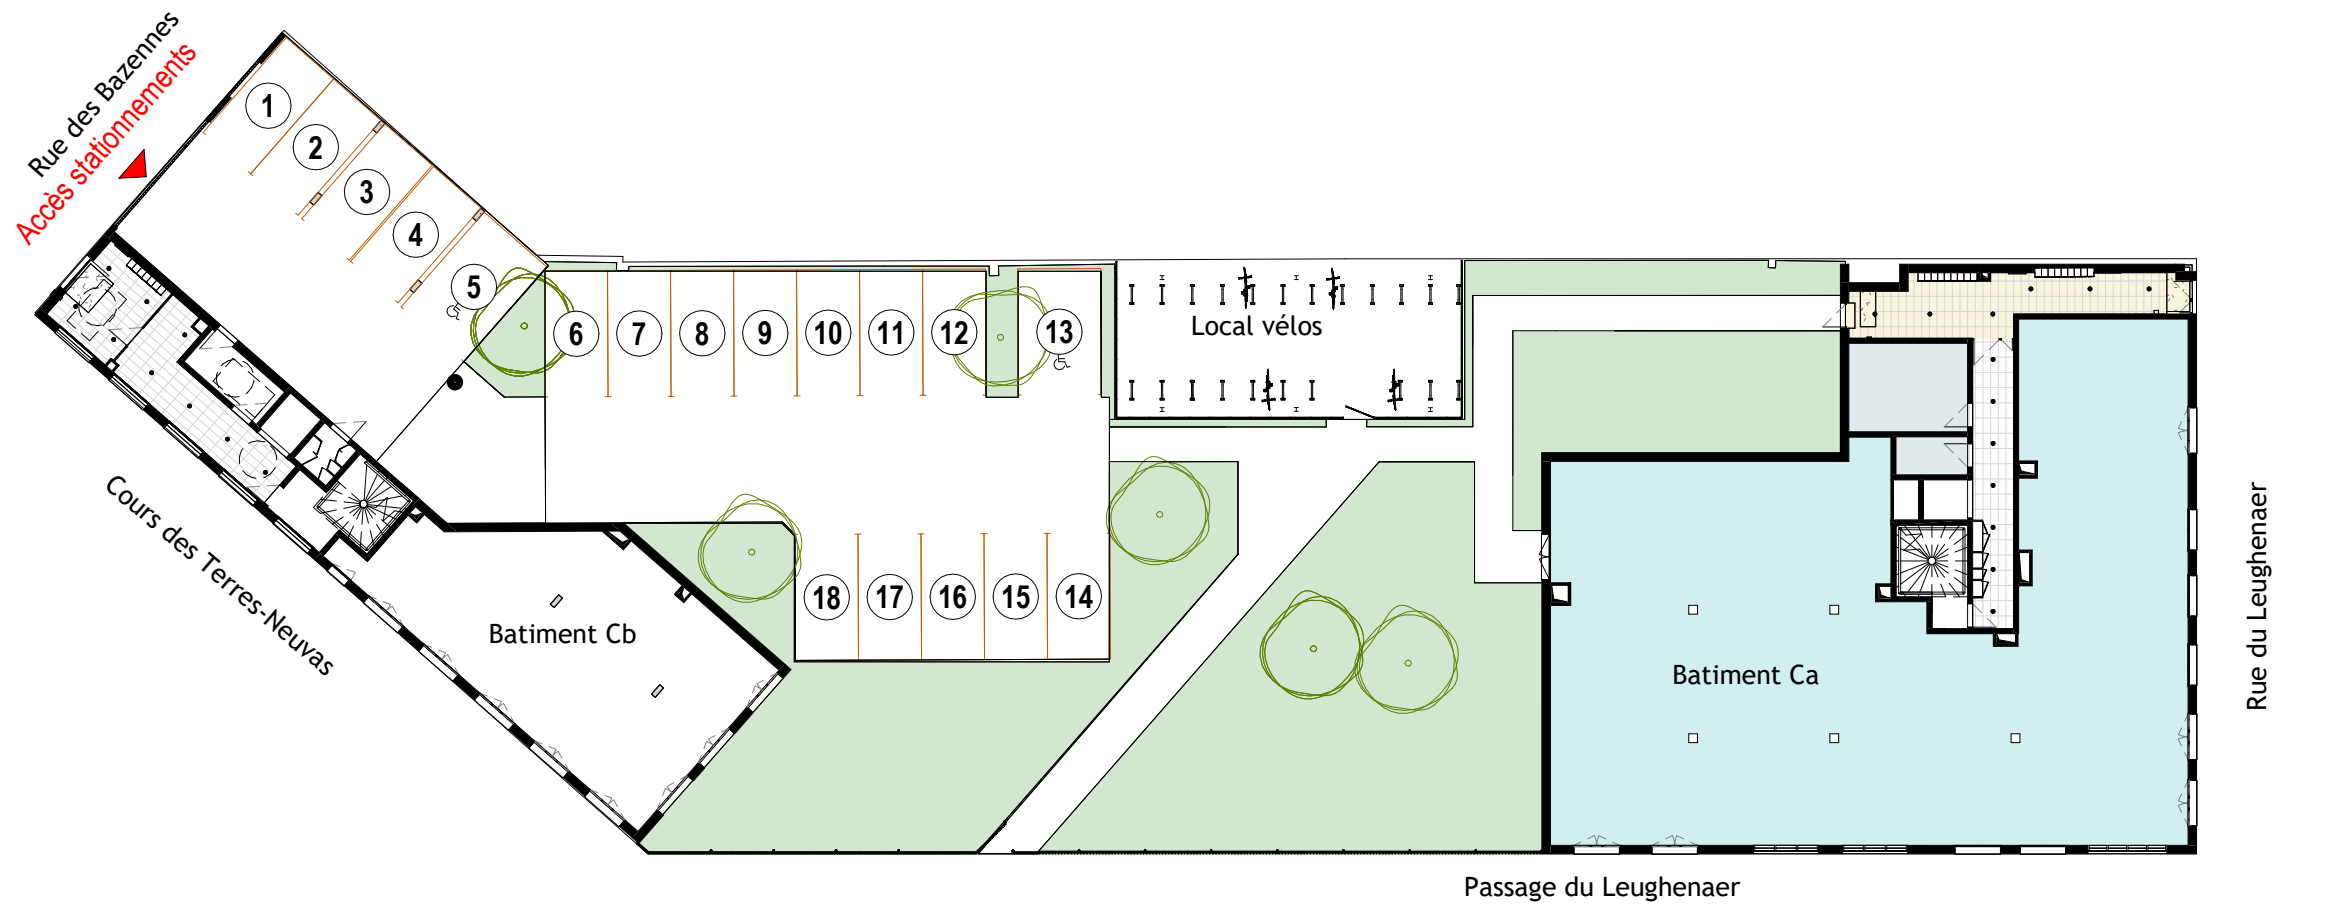 Rue des Bazennes
Accès stationnements
1
2
3
4
5
6
7
8
9
10
11
12
13
Local vélos
18
17
16
15
14
Cours des Terres-Neuvas
Batiment Cb
Batiment Ca
Rue du Leughenaer
Passage du Leughenaer